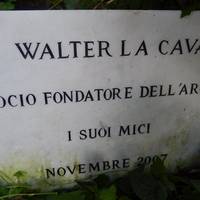 WALTER LA CAVA
OCIO FONDATORE DELL'AR
I SUOI MICI
NOVEMBRE 2007